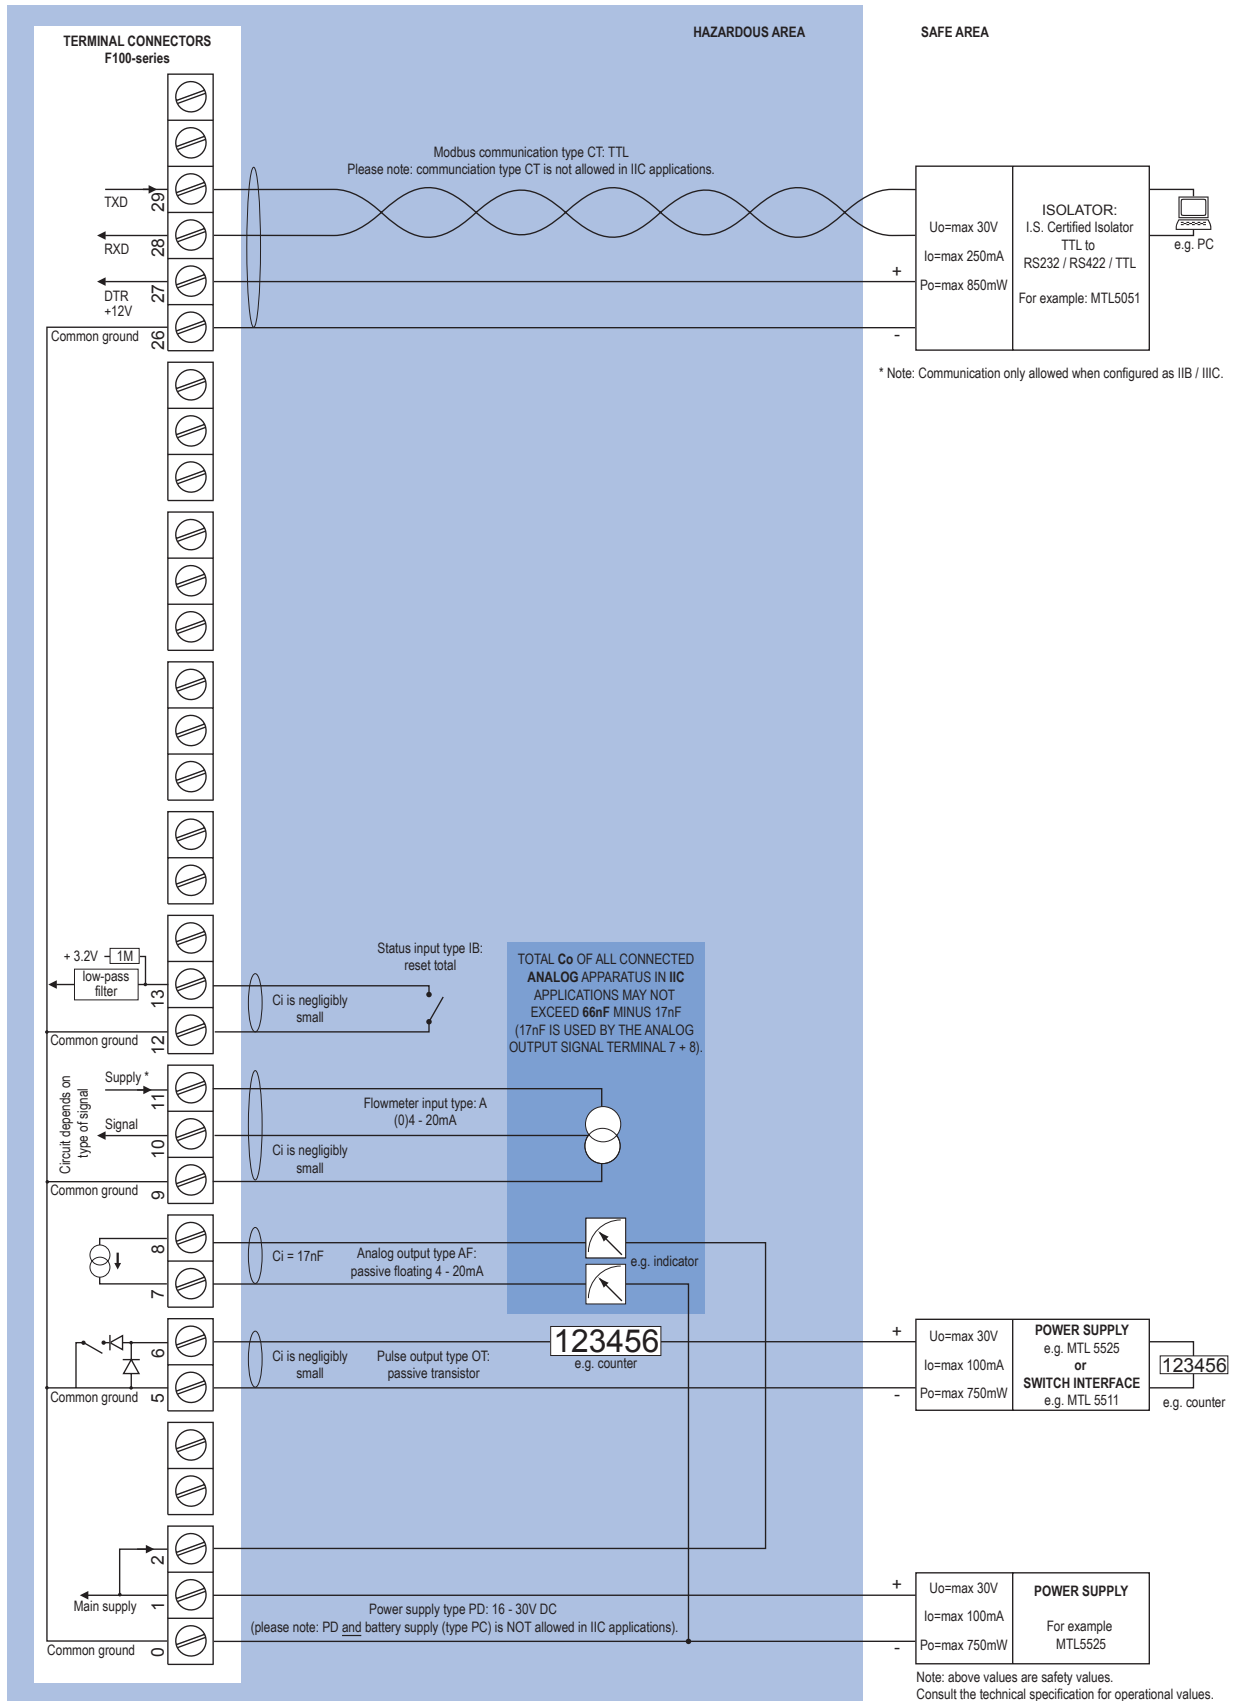 TERMINAL CONNECTORS
F100-series
HAZARDOUS AREA
SAFE AREA
Modbus communication type CT: TTL
Please note: communciation type CT is not allowed in IIC applications.
TXD
29
RXD
28
DTR
+12V
27
Common ground
26
+
-
Uo=max 30V
Io=max 250mA
Po=max 850mW
ISOLATOR:
I.S. Certified Isolator
TTL to
RS232 / RS422 / TTL
For example: MTL5051
e.g. PC
* Note: Communication only allowed when configured as IIB / IIIC.
+ 3.2V
1M
low-pass
filter
13
Common ground
12
Ci is negligibly
small
Status input type IB:
reset total
TOTAL Co OF ALL CONNECTED
ANALOG APPARATUS IN IIC
APPLICATIONS MAY NOT
EXCEED 66nF MINUS 17nF
(17nF IS USED BY THE ANALOG
OUTPUT SIGNAL TERMINAL 7 + 8).
Circuit depends on
type of signal
Supply *
11
Signal
10
Common ground
9
Flowmeter input type: A
(0)4 - 20mA
Ci is negligibly
small
8
7
Ci = 17nF
Analog output type AF:
passive floating 4 - 20mA
e.g. indicator
6
Common ground
5
Ci is negligibly
small
Pulse output type OT:
passive transistor
123456
e.g. counter
+
-
Uo=max 30V
Io=max 100mA
Po=max 750mW
POWER SUPPLY
e.g. MTL 5525
or
SWITCH INTERFACE
e.g. MTL 5511
123456
e.g. counter
2
Main supply
1
Common ground
0
Power supply type PD: 16 - 30V DC
(please note: PD and battery supply (type PC) is NOT allowed in IIC applications).
+
-
Uo=max 30V
Io=max 100mA
Po=max 750mW
POWER SUPPLY
For example
MTL5525
Note: above values are safety values.
Consult the technical specification for operational values.